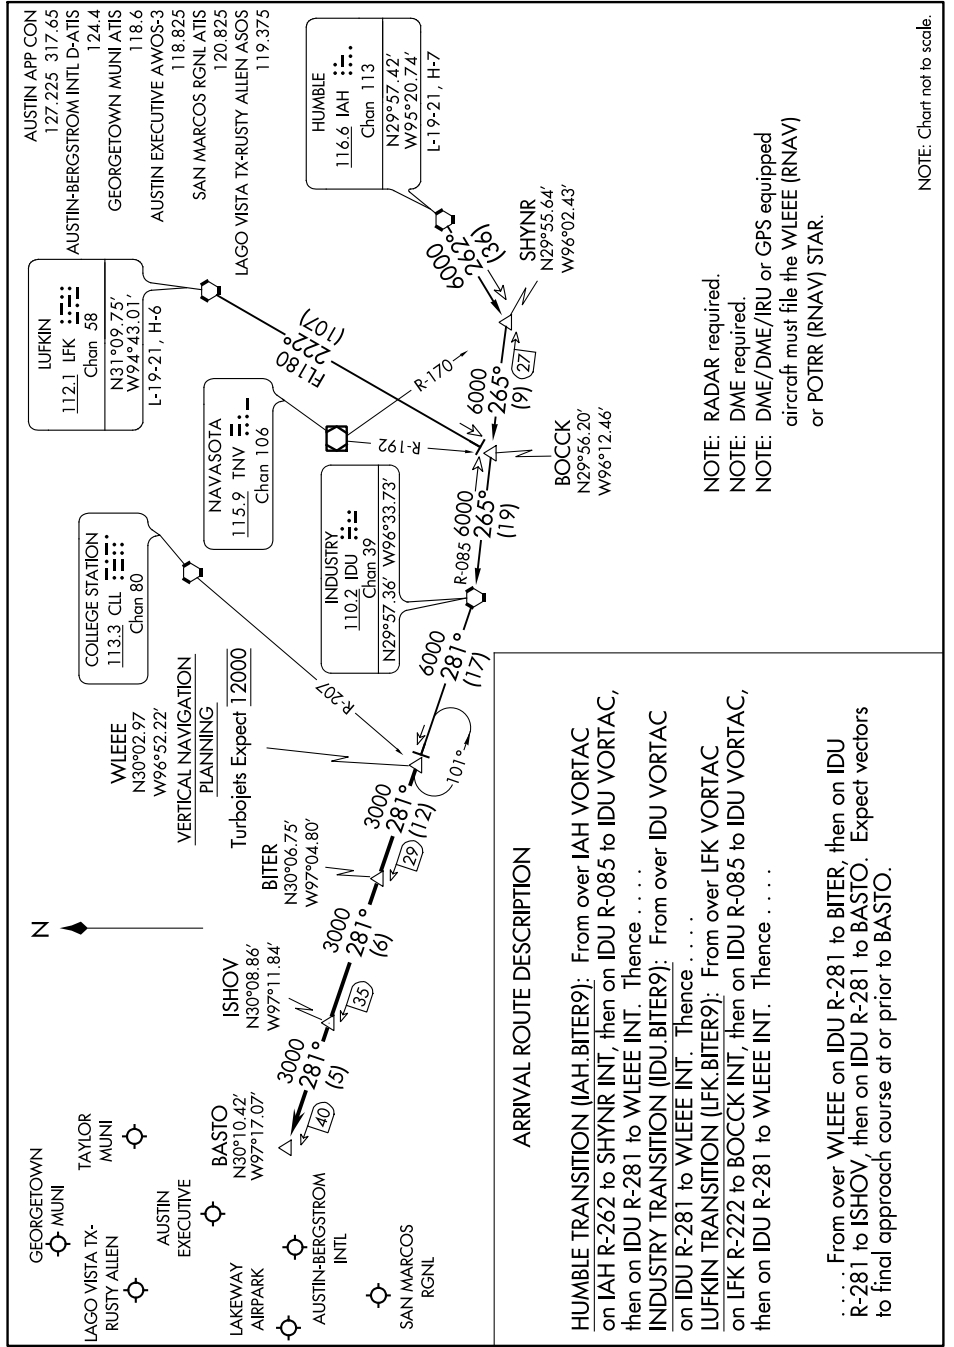 AUSTIN APP CON
127.225 317.65
AUSTIN-BERGSTROM INTL D-ATIS
124.4
GEORGETOWN MUNI ATIS
118.6
AUSTIN EXECUTIVE AWOS-3
118.825
SAN MARCOS RGNL ATIS
120.825
LAGO VISTA TX-RUSTY ALLEN ASOS
119.375
GEORGETOWN
MUNI
TAYLOR
MUNI
LAGO VISTA TX-
RUSTY ALLEN
AUSTIN
EXECUTIVE
LAKEWAY
AIRPARK
AUSTIN-BERGSTROM
INTL
SAN MARCOS
RGNL
N
BASTO
N30°10.42'
W97°17.07'
40
3000
281°
(5)
ISHOV
N30°08.86'
W97°11.84'
35
3000
281°
(6)
BITER
N30°06.75'
W97°04.80'
29
3000
281°
(12)
WLEEE
N30°02.97
W96°52.22'
VERTICAL NAVIGATION
PLANNING
Turbojets Expect 12000
101°
R-207
COLLEGE STATION
113.3 CLL
Chan 80
6000
281°
(17)
INDUSTRY
110.2 IDU
Chan 39
N29°57.36' W96°33.73'
R-085 6000
265°
(19)
NAVASOTA
115.9 TNV
Chan 106
R-192
R-170
BOCCK
N29°56.20'
W96°12.46'
LUFKIN
112.1 LFK
Chan 58
N31°09.75'
W94°43.01'
L-19-21, H-6
FL180
222°
(107)
6000
265°
(9)
27
SHYNR
N29°55.64'
W96°02.43'
6000
262°
(36)
HUMBLE
116.6 IAH
Chan 113
N29°57.42'
W95°20.74'
L-19-21, H-7
NOTE: RADAR required.
NOTE: DME required.
NOTE: DME/DME/IRU or GPS equipped
aircraft must file the WLEEE (RNAV)
or POTRR (RNAV) STAR.
NOTE: Chart not to scale.
ARRIVAL ROUTE DESCRIPTION
HUMBLE TRANSITION (IAH.BITER9): From over IAH VORTAC
on IAH R-262 to SHYNR INT, then on IDU R-085 to IDU VORTAC,
then on IDU R-281 to WLEEE INT. Thence . . . .
INDUSTRY TRANSITION (IDU.BITER9): From over IDU VORTAC
on IDU R-281 to WLEEE INT. Thence . . . .
LUFKIN TRANSITION (LFK.BITER9): From over LFK VORTAC
on LFK R-222 to BOCCK INT, then on IDU R-085 to IDU VORTAC,
then on IDU R-281 to WLEEE INT. Thence . . . .
. . . . From over WLEEE on IDU R-281 to BITER, then on IDU
R-281 to ISHOV, then on IDU R-281 to BASTO. Expect vectors
to final approach course at or prior to BASTO.